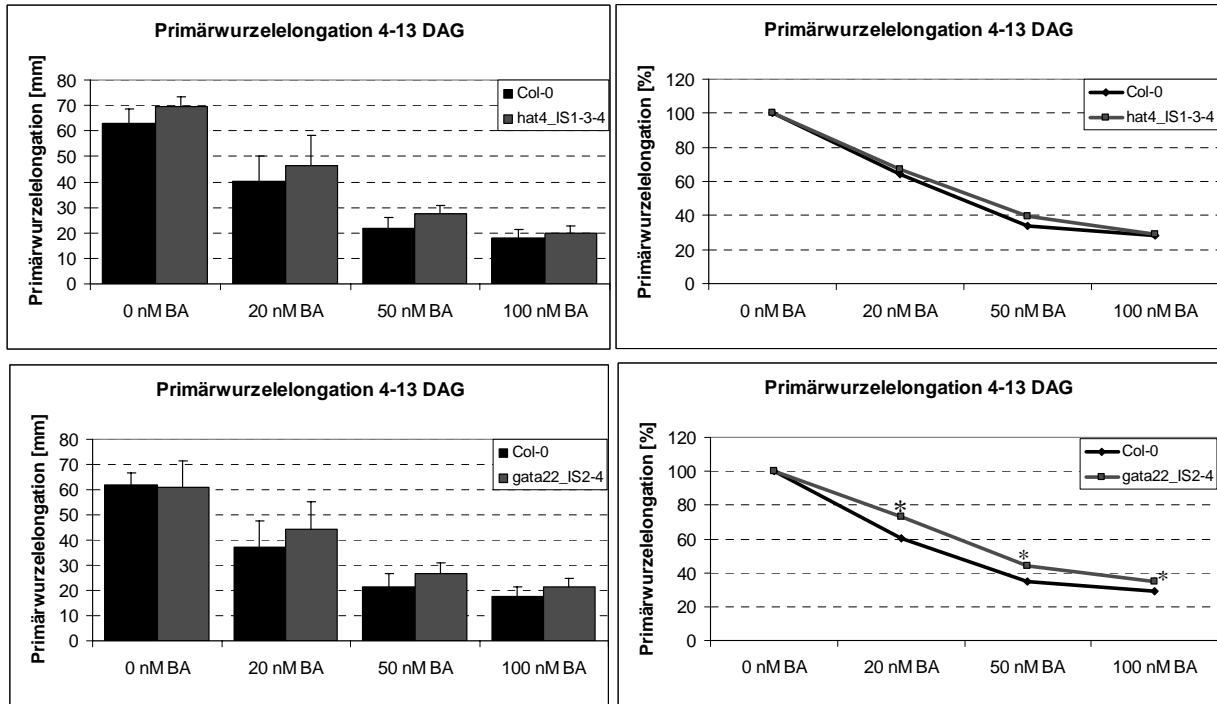 Primärwurzelelongation 4-13 DAG
Primärwurzelelongation [mm]
80
70
60
50
40
30
20
10
0
Col-0
hat4_IS1-3-4
0 nM BA 20 nM BA 50 nM BA 100 nM BA
Primärwurzelelongation 4-13 DAG
Primärwurzelelongation [%]
120
100
80
60
40
20
0
Col-0
hat4_IS1-3-4
0 nM BA 20 nM BA 50 nM BA 100 nM BA
Primärwurzelelongation 4-13 DAG
Primärwurzelelongation [mm]
80
70
60
50
40
30
20
10
0
Col-0
gata22_IS2-4
0 nM BA 20 nM BA 50 nM BA 100 nM BA
Primärwurzelelongation 4-13 DAG
Primärwurzelelongation [%]
120
100
80
60
40
20
0
Col-0
gata22_IS2-4
*
*
*
0 nM BA 20 nM BA 50 nM BA 100 nM BA